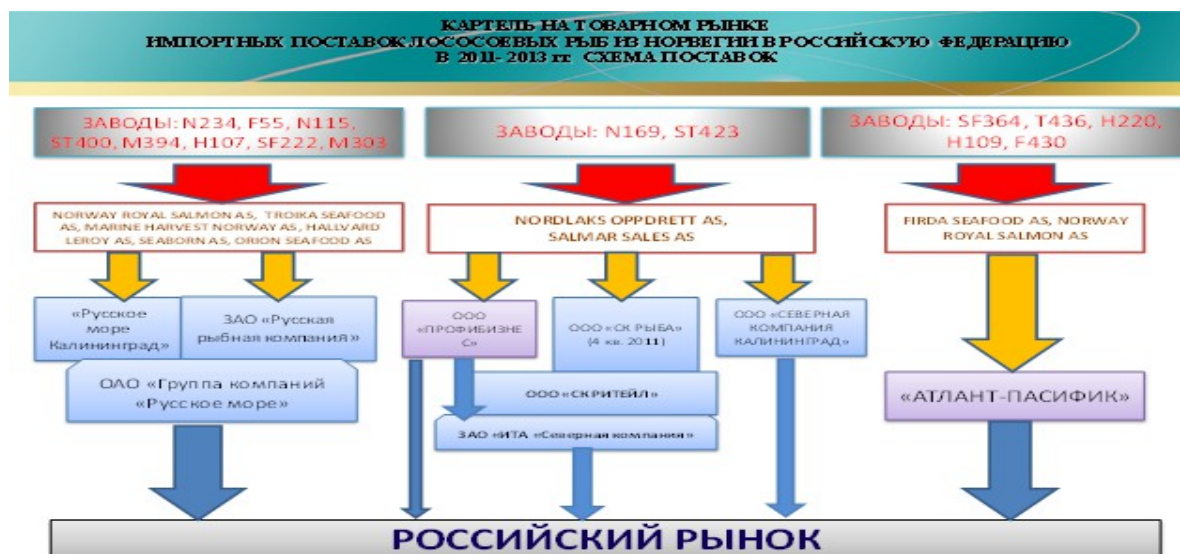 КАРТЕЛЬ НА ТОВАРНОМ РЫНКЕ
ИМПОРТНЫХ ПОСТАВОК ЛОСОСОЕВЫХ РЫБ ИЗ НОРВЕГИИ В РОССИЙСКУЮ ФЕДЕРАЦИЮ
В 2011- 2013 гг. СХЕМА ПОСТАВОК
ЗАВОДЫ: N234, F55, N115,
ST400, M394, H107, SF222, M303
ЗАВОДЫ: N169, ST423
ЗАВОДЫ: SF364, T436, H220,
H109, F430
NORWAY ROYAL SALMON AS, TROIKA SEAFOOD
AS, MARINE HARVEST NORWAY AS, HALLVARD
LEROY AS, SEABORN AS, ORION SEAFOOD AS
NORDLAKS OPPDRETT AS,
SALMAR SALES AS
FIRDA SEAFOOD AS, NORWAY
ROYAL SALMON AS
«Русское
море
Калининград»
ЗАО «Русская
рыбная компания»
ОАО «Группа компаний
«Русское море»
ООО
«ПРОФИБИЗНЕ
С»
ООО «СК РЫБА»
(4 кв. 2011)
ООО «СЕВЕРНАЯ
КОМПАНИЯ
КАЛИНИНГРАД»
ООО «СК РИТЕЙЛ»
ЗАО «ИТА «Северная компания»
«АТЛАНТ-ПАСИФИК»
РОССИЙСКИЙ РЫНОК